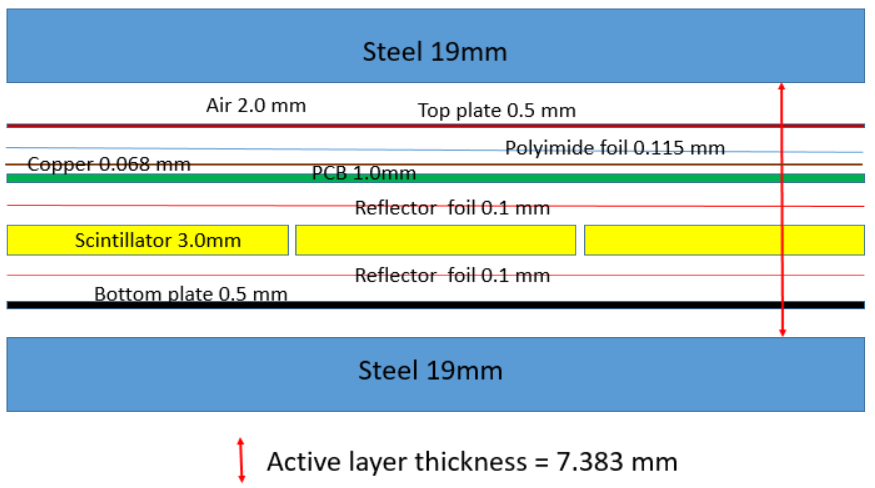 Steel 19mm
Air 2.0 mm
Top plate 0.5 mm
Polyimide foil 0.115 mm
Copper 0.068 mm
PCB 1.0mm
Reflector foil 0.1 mm
Scintillator 3.0mm
Reflector foil 0.1 mm
Bottom plate 0.5 mm
Steel 19mm
Active layer thickness = 7.383 mm